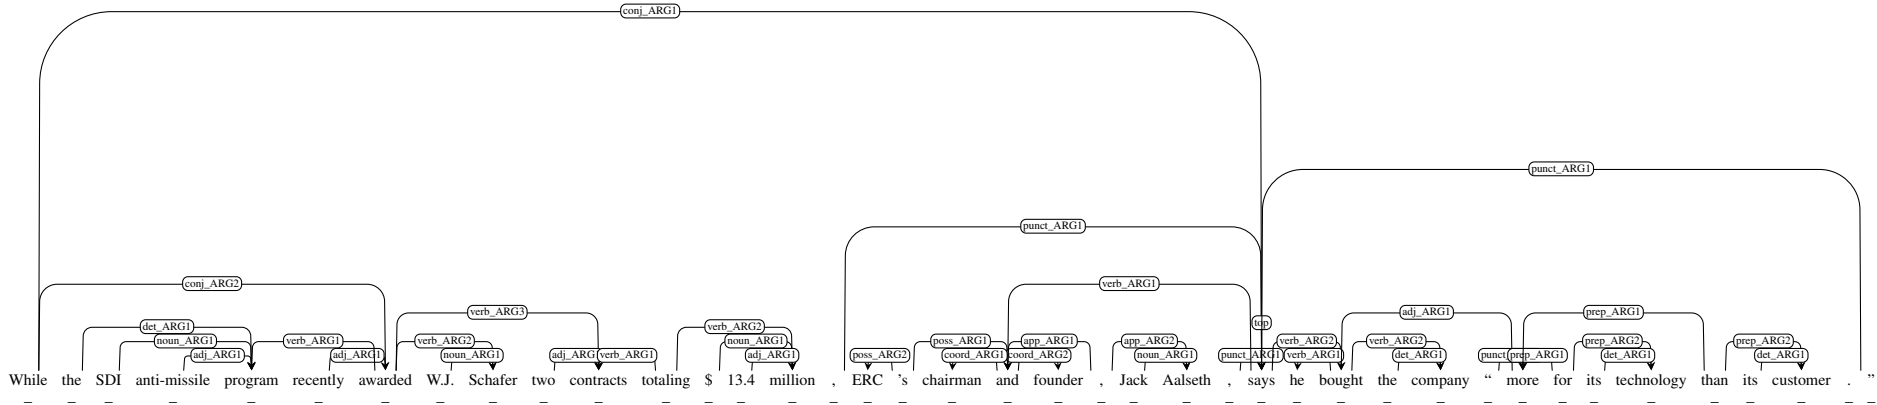 conj_ARG1
punct_ARG1
punct_ARG1
conj_ARG2 verb_ARG1
verb_ARG3 adj_ARG1 prep_ARG1
top
det_ARG1 verb_ARG2
noun_ARG1 verb_ARG1 verb_ARG2 noun_ARG1 poss_ARG1 app_ARG1 app_ARG2 verb_ARG2 verb_ARG2 prep_ARG2 prep_ARG2
adj_ARG1 adj_ARG1 noun_ARG1 adj_ARG verb_ARG1 adj_ARG1 poss_ARG2 coord_ARG1 coord_ARG2 noun_ARG1 punct_ARG1 verb_ARG1 det_ARG1 punct_ prep_ARG1 det_ARG1 det_ARG1
While the SDI anti-missile program recently awarded W.J. Schafer two contracts totaling $ 13.4 million , ERC 's chairman and founder , Jack Aalseth , says he bought the company “ more for its technology than its customer . ”